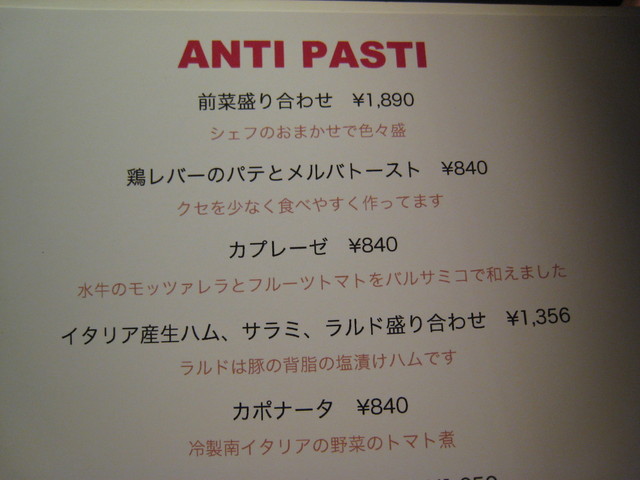 ANTI PASTI
前菜盛り合わせ ¥1,890
シェフのおまかせで色々盛
鶏レバーのパテとメルバトースト ¥840
クセを少なく食べやすく作ってます
カプレーゼ ¥840
水牛のモッツァレラとフルーツトマトをバルサミコで和えました
イタリア産生ハム、サラミ、ラルド盛り合わせ ¥1,356
ラルドは豚の背脂の塩漬けハムです
カポナータ ¥840
冷製南イタリアの野菜のトマト煮